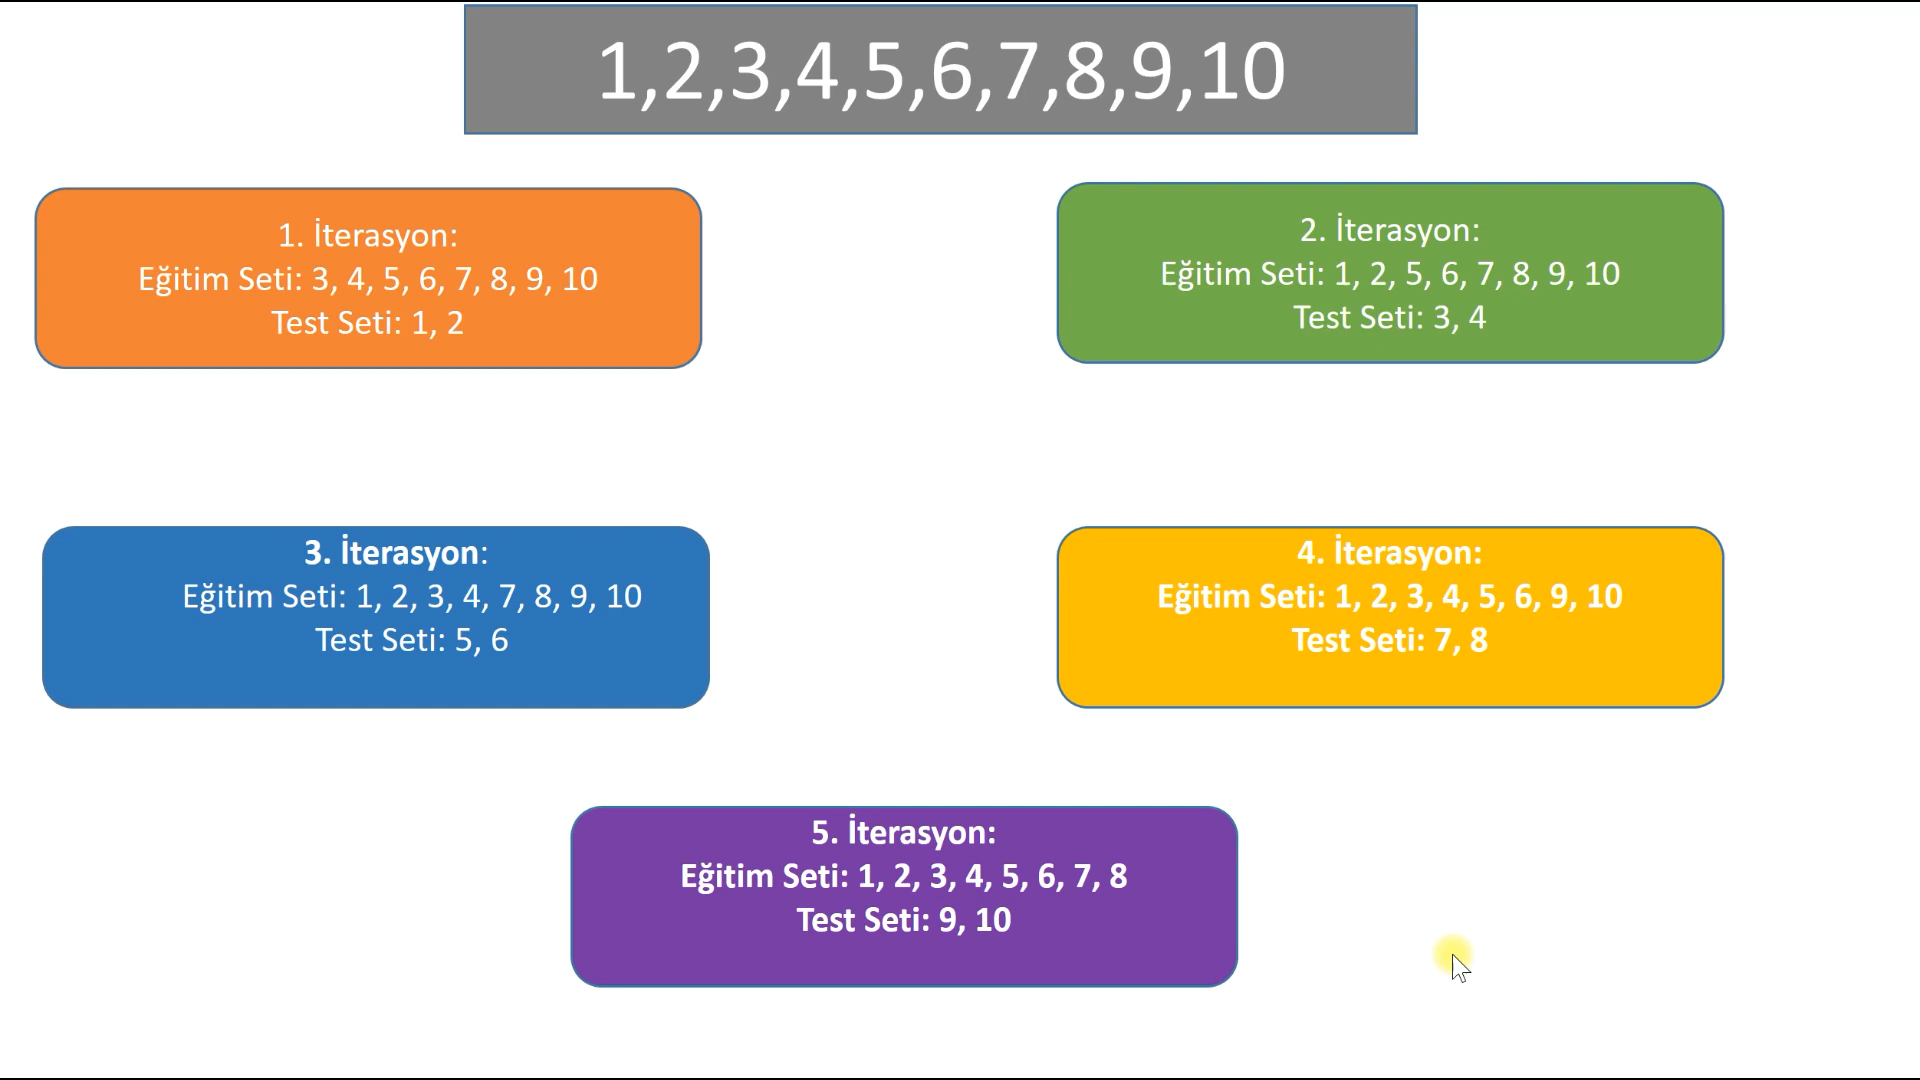 1,2,3,4,5,6,7,8,9,10
1. İterasyon:
Eğitim Seti: 3, 4, 5, 6, 7, 8, 9, 10
Test Seti: 1, 2
2. İterasyon:
Eğitim Seti: 1, 2, 5, 6, 7, 8, 9, 10
Test Seti: 3, 4
3. İterasyon:
Eğitim Seti: 1, 2, 3, 4, 7, 8, 9, 10
Test Seti: 5, 6
4. İterasyon:
Eğitim Seti: 1, 2, 3, 4, 5, 6, 9, 10
Test Seti: 7, 8
5. İterasyon:
Eğitim Seti: 1, 2, 3, 4, 5, 6, 7, 8
Test Seti: 9, 10